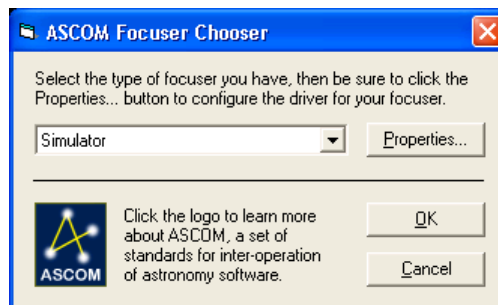 ASCOM Focuser Chooser
Select the type of focuser you have, then be sure to click the
Properties... button to configure the driver for your focuser.
Simulator
Properties...
Click the logo to learn more
about ASCOM, a set of
standards for inter-operation
of astronomy software.
ASCOM
OK
Cancel